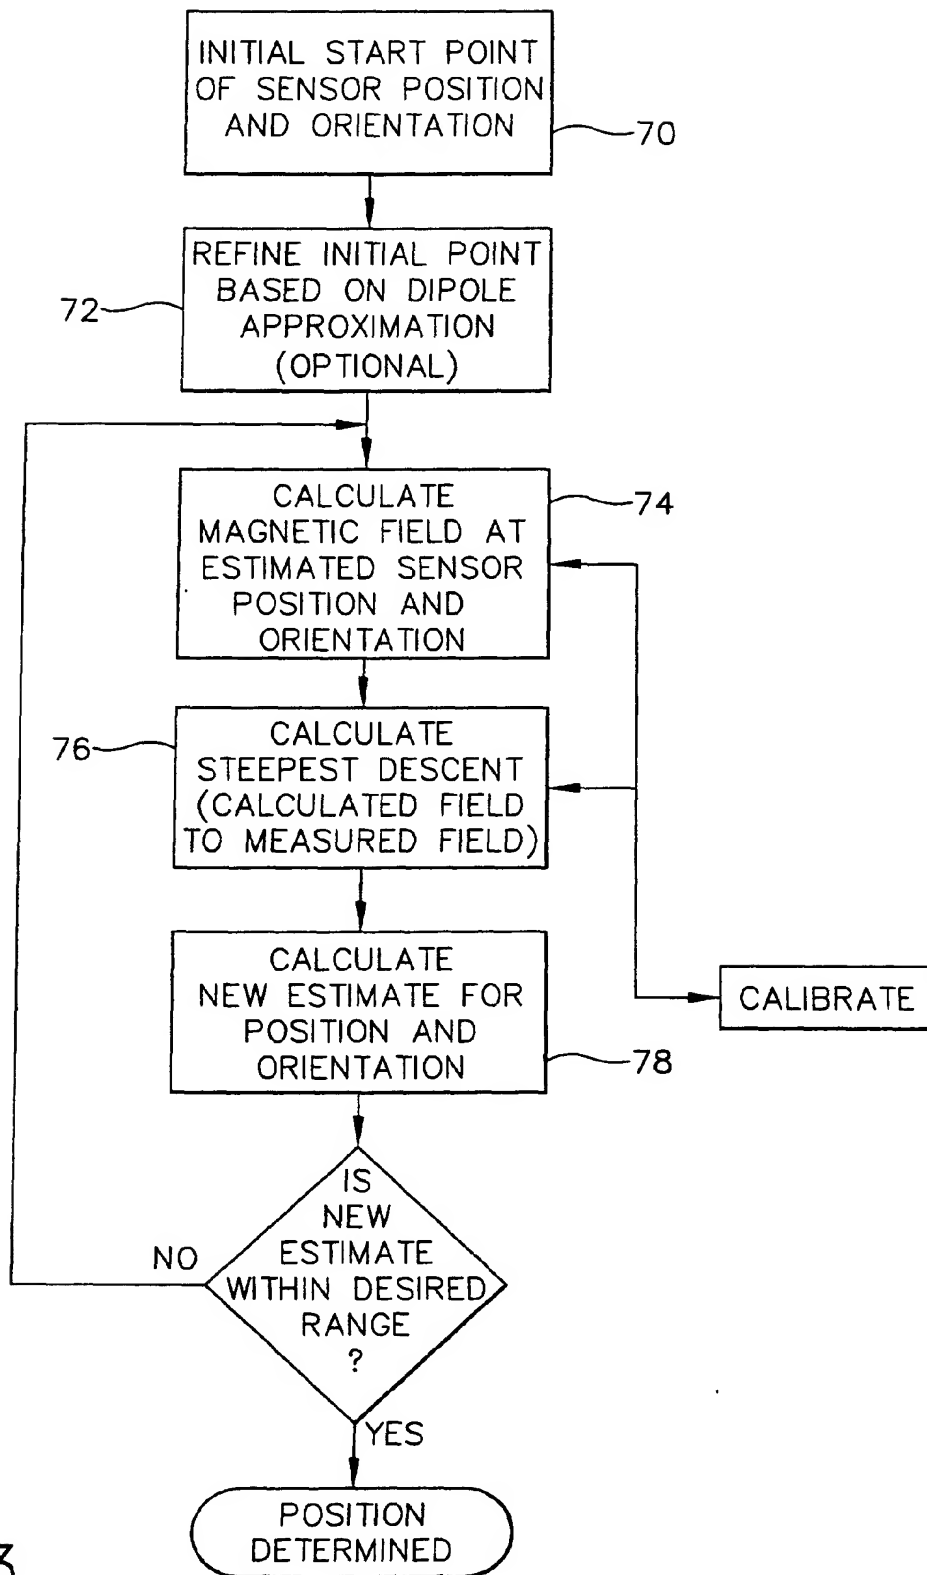 INITIAL START POINT
OF SENSOR POSITION
AND ORIENTATION
70
REFINE INITIAL POINT
BASED ON DIPOLE
APPROXIMATION
(OPTIONAL)
72
CALCULATE
MAGNETIC FIELD AT
ESTIMATED SENSOR
POSITION AND
ORIENTATION
74
CALCULATE
STEEPEST DESCENT
(CALCULATED FIELD
TO MEASURED FIELD)
76
CALCULATE
NEW ESTIMATE FOR
POSITION AND
ORIENTATION
78
CALIBRATE
IS
NEW
ESTIMATE
WITHIN DESIRED
RANGE
?
NO
YES
POSITION
DETERMINED